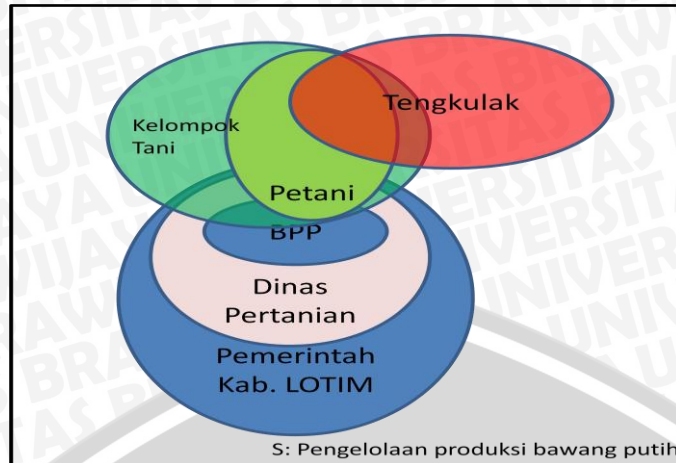 Kelompok
Tani
Tengkulak
Petani
BPP
Dinas
Pertanian
Pemerintah
Kab. LOTIM
S: Pengelolaan produksi bawang putih